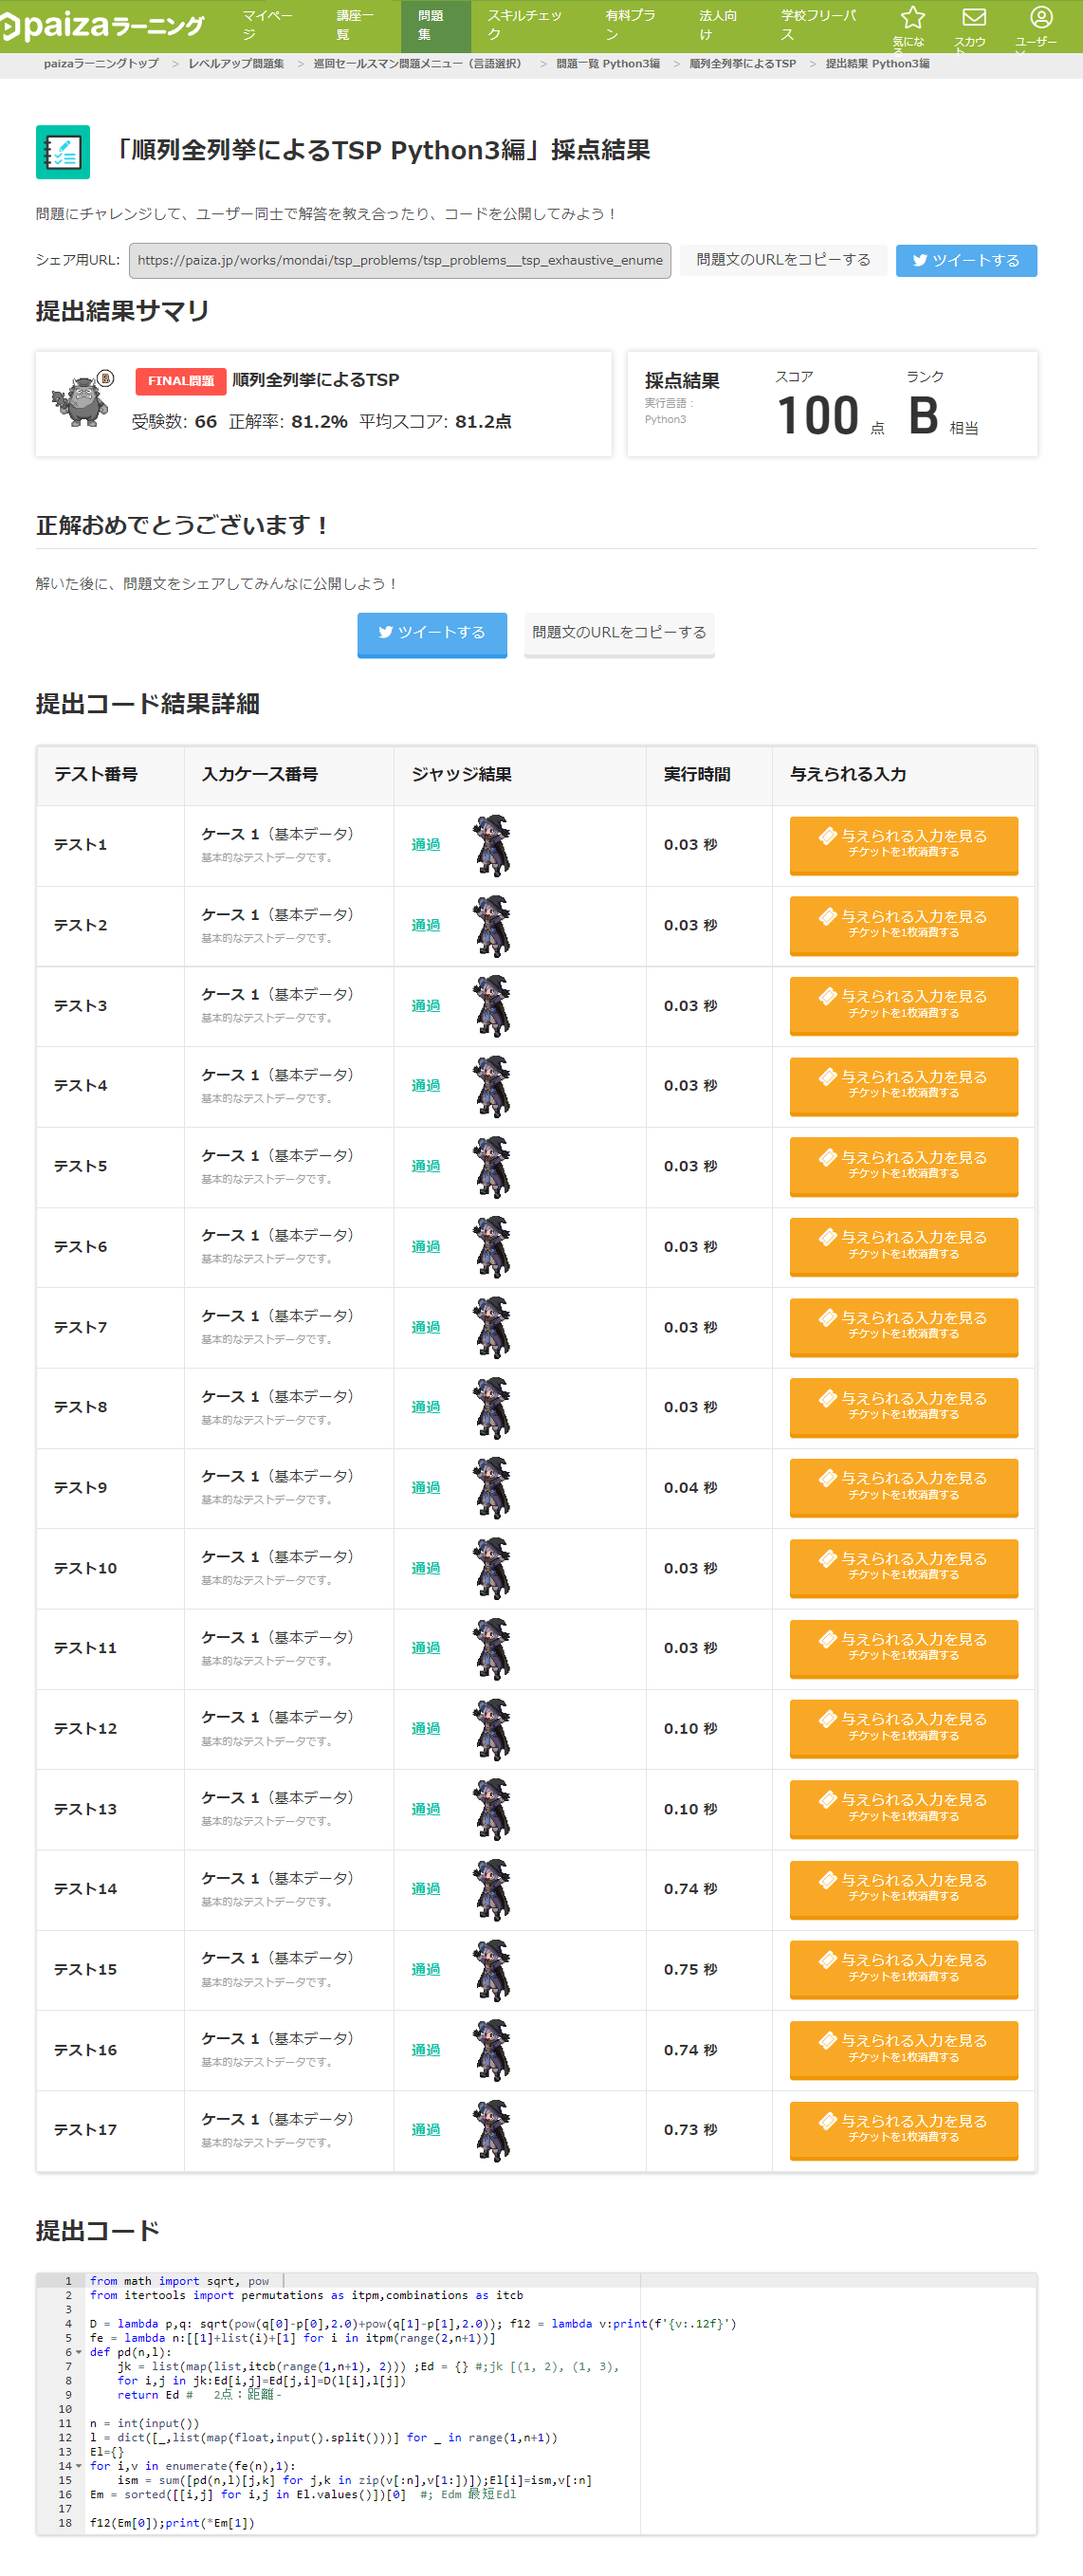 paizaラーニング
マイページ
講座一覧
問題集
スキルチェック
有料プラン
法人向け
学校フリーパス
気になる
スカウト
ユーザー
paizaラーニングトップ > レベルアップ問題集 > 巡回セールスマン問題メニュー（言語選択） > 問題一覧 Python3編 > 順列全列挙によるTSP > 提出結果 Python3編
「順列全列挙によるTSP Python3編」採点結果
問題にチャレンジして、ユーザー同士で解答を教え合ったり、コードを公開してみよう！
シェア用URL: https://paiza.jp/works/mondai/tsp_problems/tsp_problems__tsp_exhaustive_enume 問題文のURLをコピーする ツイートする
提出結果サマリ
B FINAL問題 順列全列挙によるTSP
受験数: 66 正解率: 81.2% 平均スコア: 81.2点
採点結果 スコア ランク
実行言語：
Python3
100 点 B 相当
正解おめでとうございます！
解いた後に、問題文をシェアしてみんなに公開しよう！
ツイートする 問題文のURLをコピーする
提出コード結果詳細
テスト番号 入力ケース番号 ジャッジ結果 実行時間 与えられる入力
テスト1 ケース 1（基本データ） 通過 0.03 秒 与えられる入力を見る
基本的なテストデータです。 チケットを1枚消費する
テスト2 ケース 1（基本データ） 通過 0.03 秒 与えられる入力を見る
基本的なテストデータです。 チケットを1枚消費する
テスト3 ケース 1（基本データ） 通過 0.03 秒 与えられる入力を見る
基本的なテストデータです。 チケットを1枚消費する
テスト4 ケース 1（基本データ） 通過 0.03 秒 与えられる入力を見る
基本的なテストデータです。 チケットを1枚消費する
テスト5 ケース 1（基本データ） 通過 0.03 秒 与えられる入力を見る
基本的なテストデータです。 チケットを1枚消費する
テスト6 ケース 1（基本データ） 通過 0.03 秒 与えられる入力を見る
基本的なテストデータです。 チケットを1枚消費する
テスト7 ケース 1（基本データ） 通過 0.03 秒 与えられる入力を見る
基本的なテストデータです。 チケットを1枚消費する
テスト8 ケース 1（基本データ） 通過 0.03 秒 与えられる入力を見る
基本的なテストデータです。 チケットを1枚消費する
テスト9 ケース 1（基本データ） 通過 0.04 秒 与えられる入力を見る
基本的なテストデータです。 チケットを1枚消費する
テスト10 ケース 1（基本データ） 通過 0.03 秒 与えられる入力を見る
基本的なテストデータです。 チケットを1枚消費する
テスト11 ケース 1（基本データ） 通過 0.03 秒 与えられる入力を見る
基本的なテストデータです。 チケットを1枚消費する
テスト12 ケース 1（基本データ） 通過 0.10 秒 与えられる入力を見る
基本的なテストデータです。 チケットを1枚消費する
テスト13 ケース 1（基本データ） 通過 0.10 秒 与えられる入力を見る
基本的なテストデータです。 チケットを1枚消費する
テスト14 ケース 1（基本データ） 通過 0.74 秒 与えられる入力を見る
基本的なテストデータです。 チケットを1枚消費する
テスト15 ケース 1（基本データ） 通過 0.75 秒 与えられる入力を見る
基本的なテストデータです。 チケットを1枚消費する
テスト16 ケース 1（基本データ） 通過 0.74 秒 与えられる入力を見る
基本的なテストデータです。 チケットを1枚消費する
テスト17 ケース 1（基本データ） 通過 0.73 秒 与えられる入力を見る
基本的なテストデータです。 チケットを1枚消費する
提出コード
1 from math import sqrt, pow
2 from itertools import permutations as itpm,combinations as itcb
3
4 D = lambda p,q: sqrt(pow(q[0]-p[0],2.0)+pow(q[1]-p[1],2.0)); f12 = lambda v:print(f'{v:.12f}')
5 fe = lambda n:[[1]+list(i)+[1] for i in itpm(range(2,n+1))]
6 def pd(n,l):
7 jk = list(map(list,itcb(range(1,n+1), 2))) ;Ed = {} #;jk [(1, 2), (1, 3),
8 for i,j in jk:Ed[i,j]=Ed[j,i]=D(l[i],l[j])
9 return Ed # 2点：距離-
10
11 n = int(input())
12 l = dict([_,list(map(float,input().split()))] for _ in range(1,n+1))
13 El={}
14 for i,v in enumerate(fe(n),1):
15 ism = sum([pd(n,l)[j,k] for j,k in zip(v[:n],v[1:])]);El[i]=ism,v[:n]
16 Em = sorted([[i,j] for i,j in El.values()])[0] #; Edm 最短Edl
17
18 f12(Em[0]);print(*Em[1])